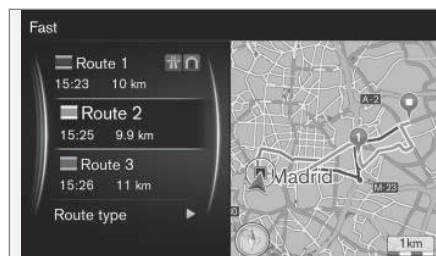 Fast
Route 1
15:23 10 km
Route 2
15:25 9.9 km
Route 3
15:26 11 km
Route type
A-2
1
Madrid
M-23
1km